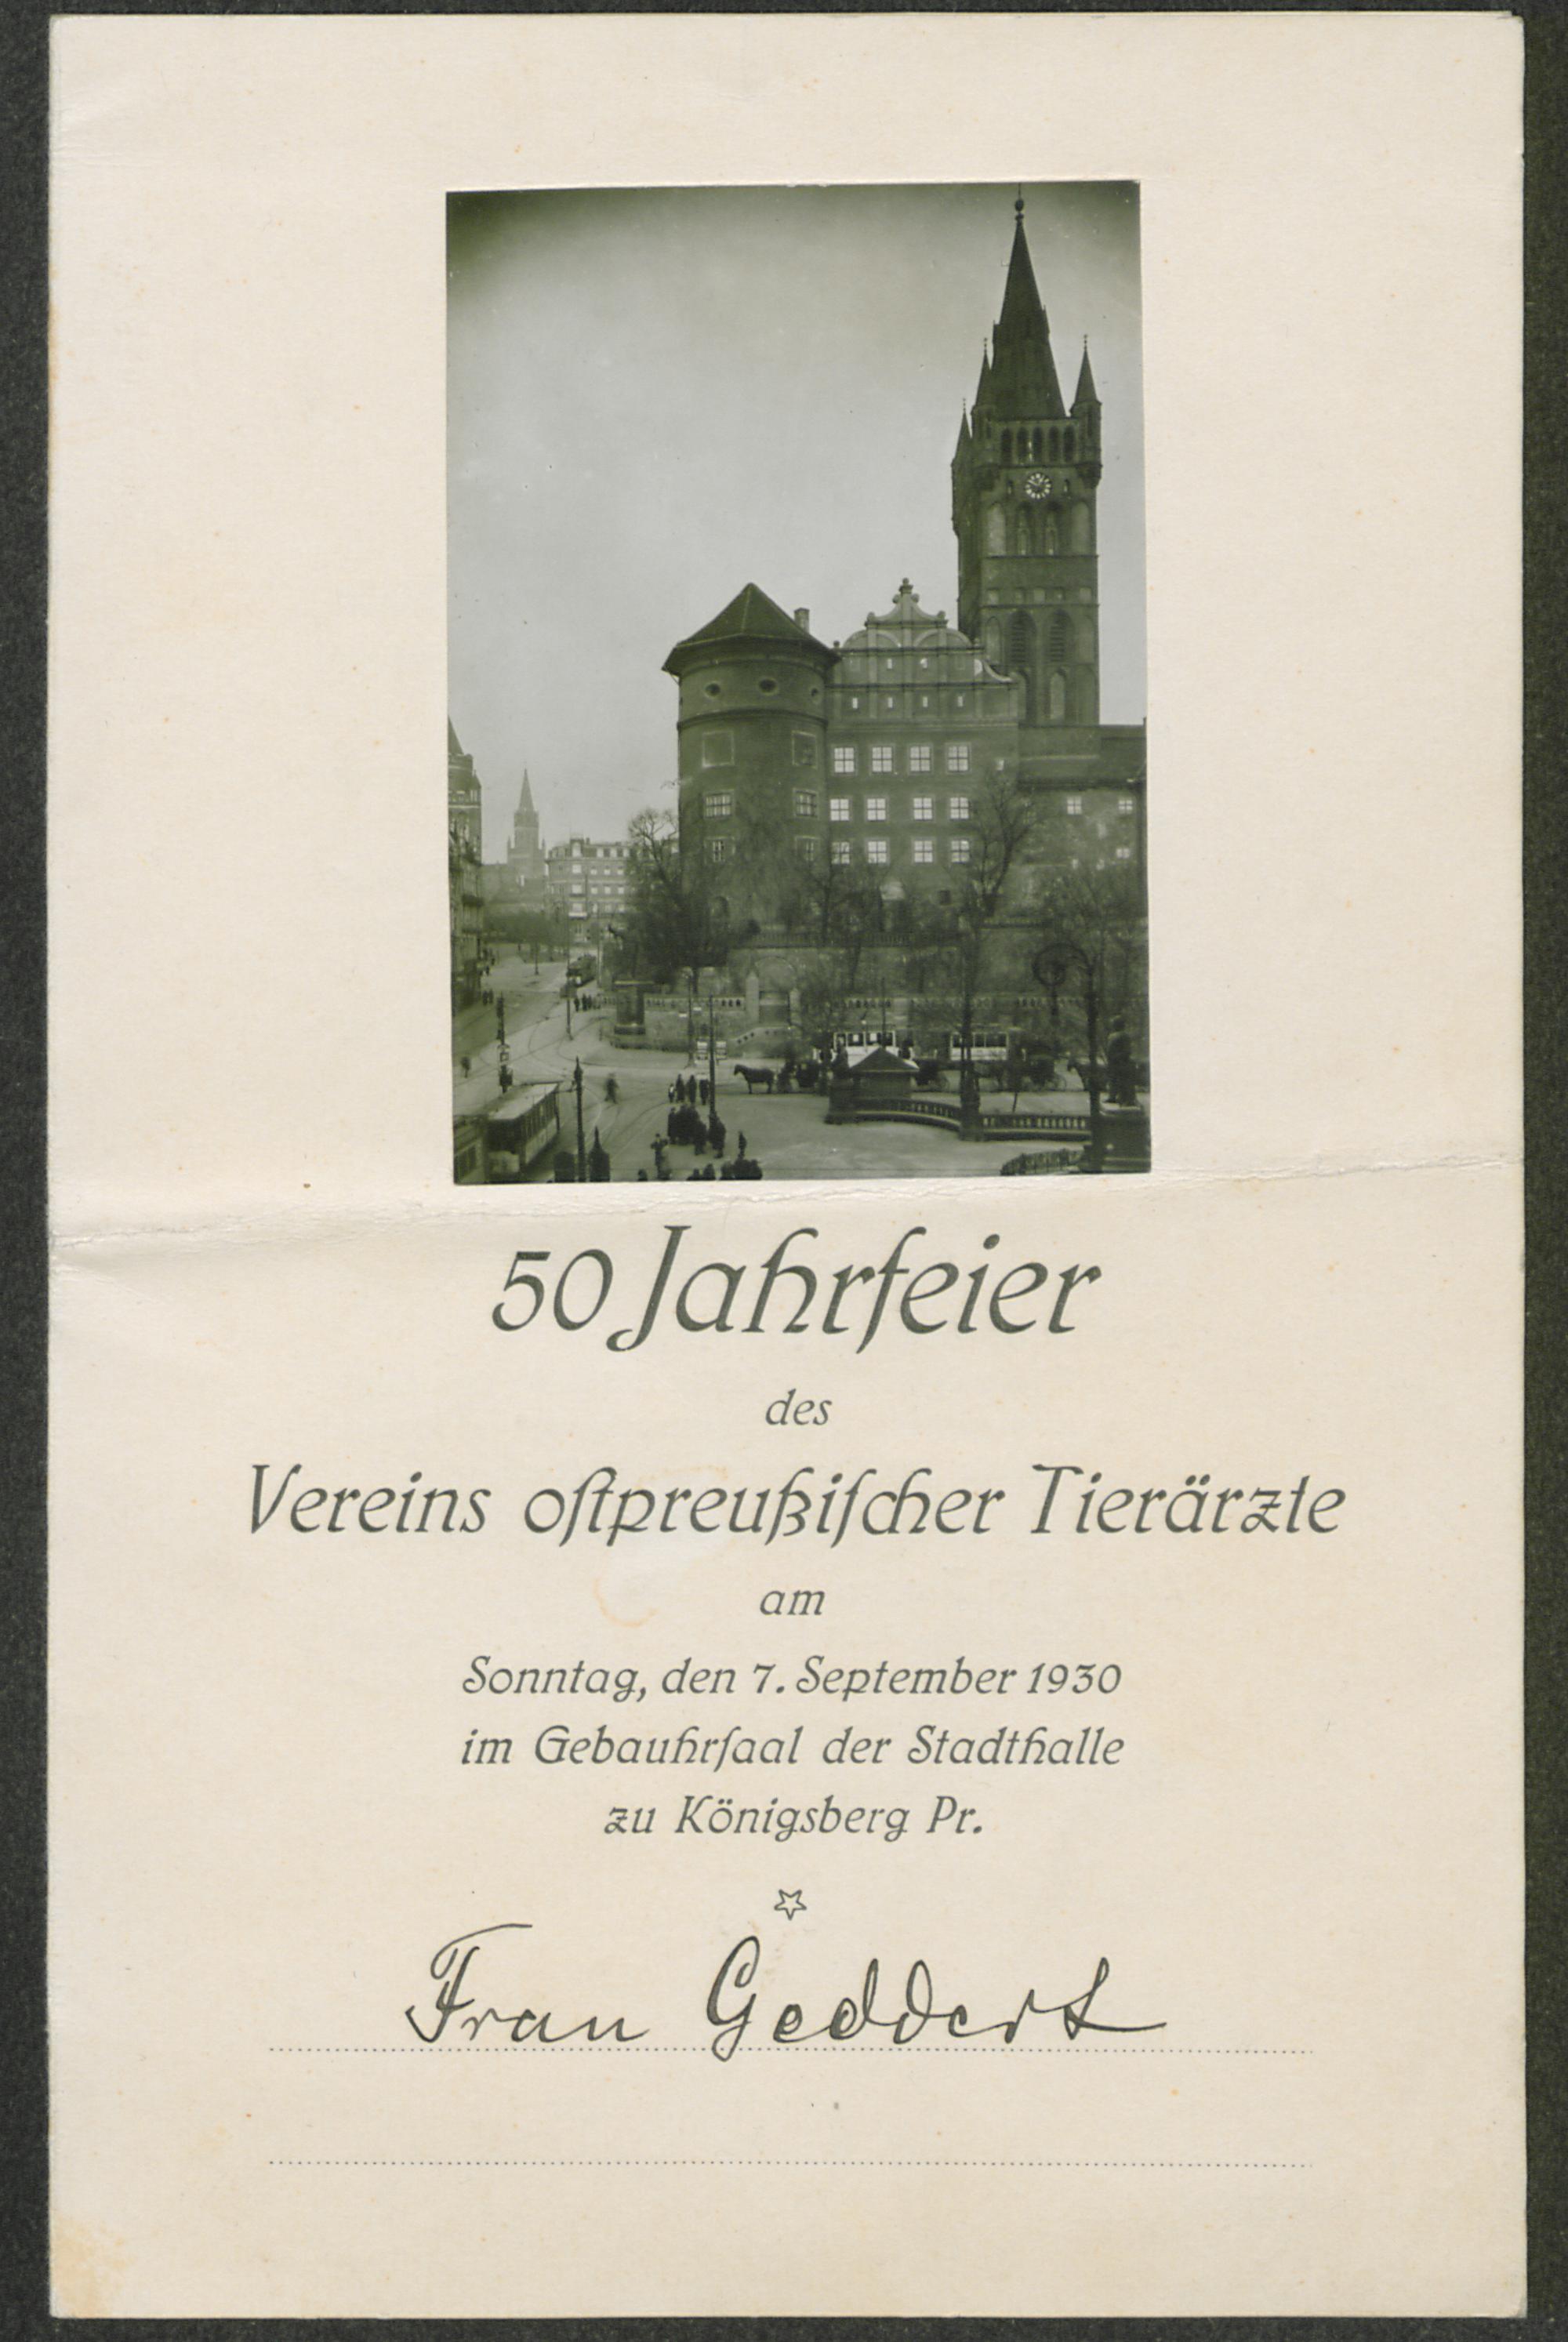 50 Jahrfeier
des
Vereins oſtpreußiſcher Tierärzte
am
Sonntag, den 7. September 1930
im Gebauhrſaal der Stadthalle
zu Königsberg Pr.
Frau Geddert